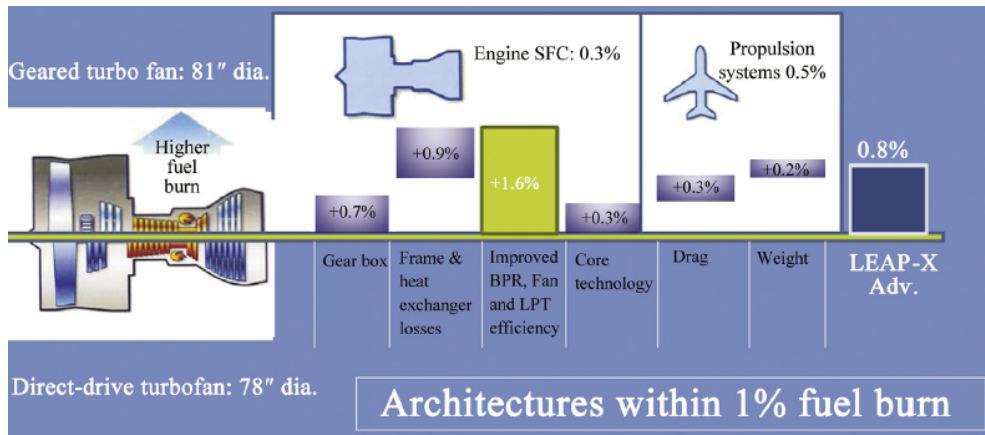 Geared turbo fan: 81″ dia.
Higher
fuel
burn
Engine SFC: 0.3%
Propulsion
systems 0.5%
+0.7%
+0.9%
+1.6%
+0.3%
+0.3%
+0.2%
0.8%
Gear box
Frame &
heat
exchanger
losses
Improved
BPR, Fan
and LPT
efficiency
Core
technology
Drag
Weight
LEAP-X
Adv.
Direct-drive turbofan: 78″ dia.
Architectures within 1% fuel burn